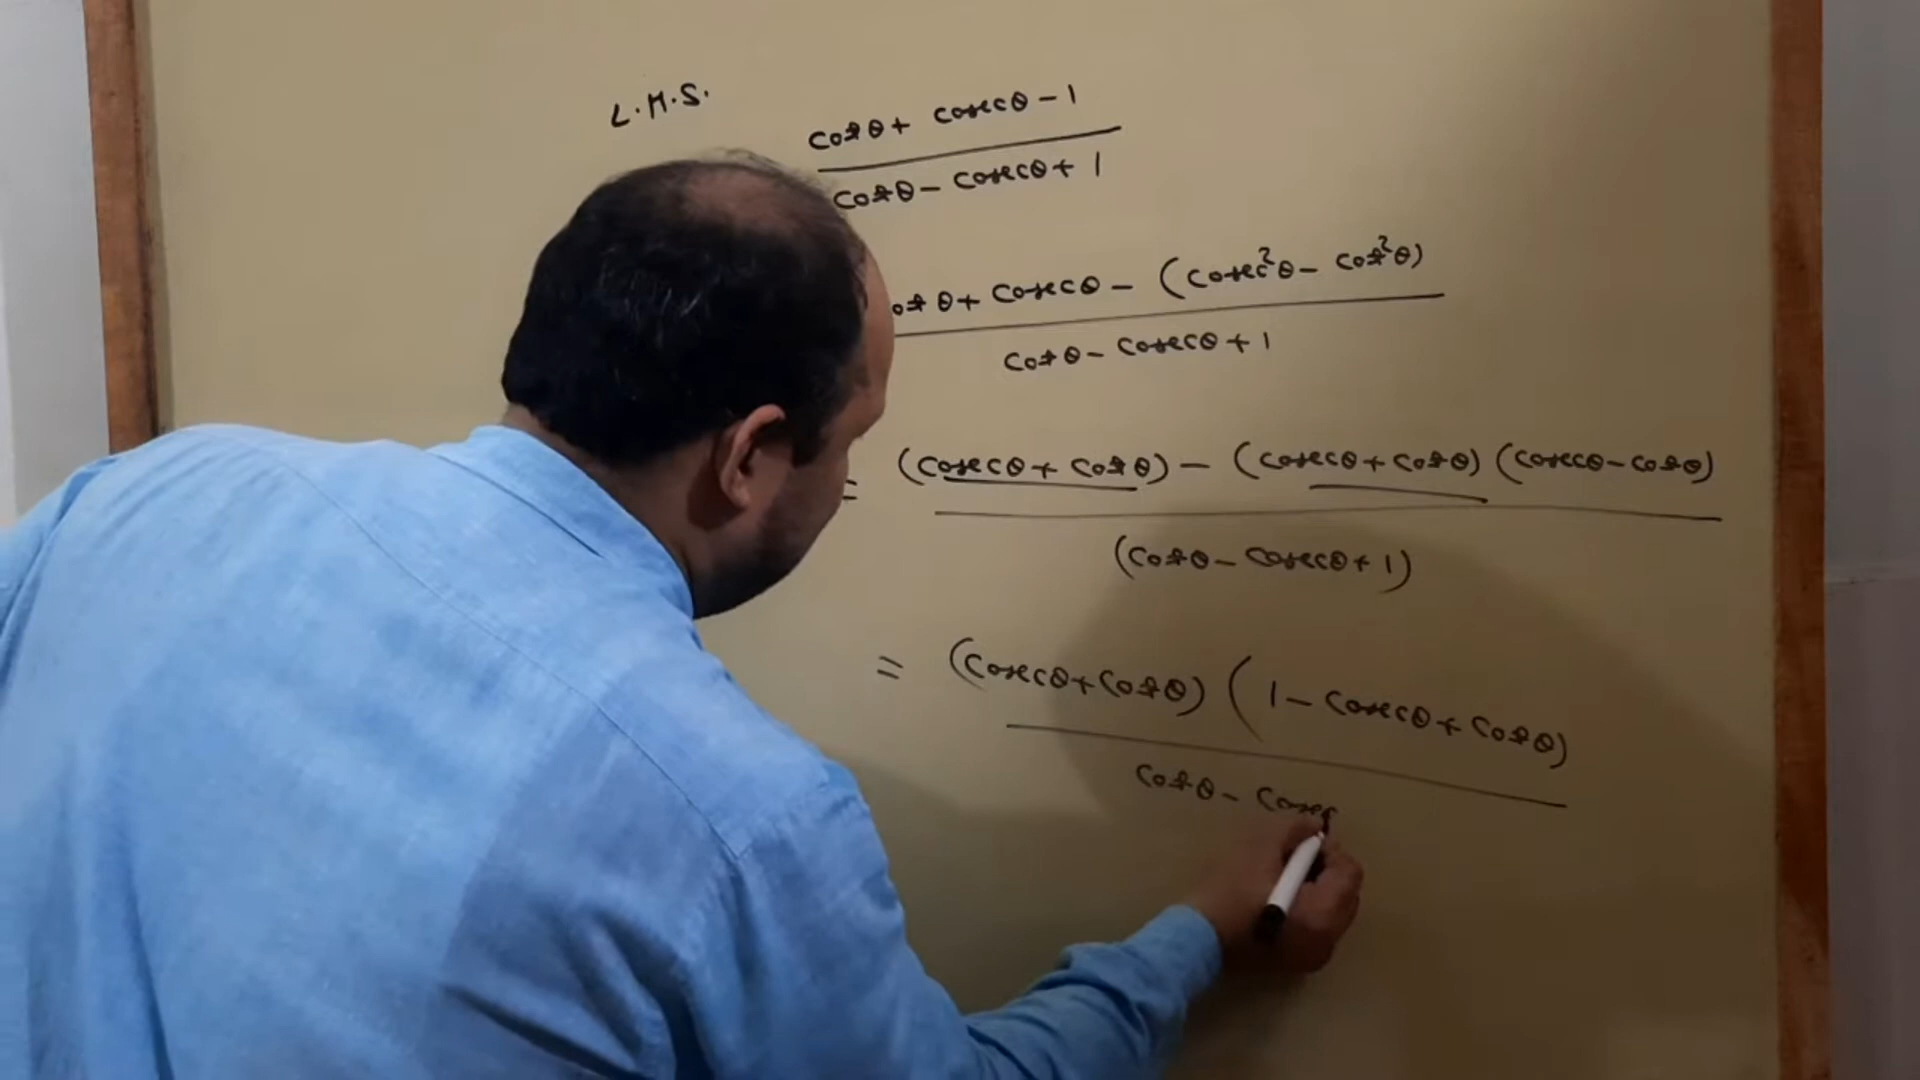 L.H.S.
cotθ + cosecθ - 1
cotθ - cosecθ + 1
cotθ + cosecθ - (cosec²θ - cot²θ)
cotθ - cosecθ + 1
= (cosecθ + cotθ) - (cosecθ + cotθ) (cosecθ - cotθ)
(cotθ - cosecθ + 1)
= (cosecθ + cotθ) (1 - cosecθ + cotθ)
cotθ - cosec